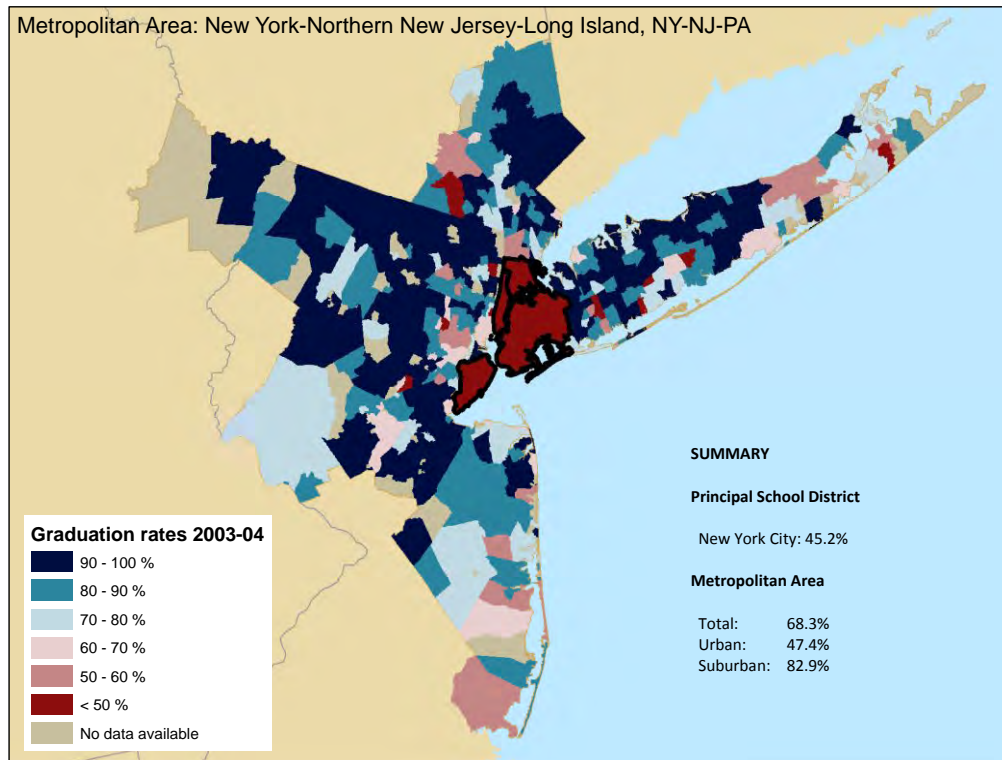 Metropolitan Area: New York-Northern New Jersey-Long Island, NY-NJ-PA
SUMMARY
Principal School District
New York City: 45.2%
Metropolitan Area
Total: 68.3%
Urban: 47.4%
Suburban: 82.9%
Graduation rates 2003-04
90 - 100 %
80 - 90 %
70 - 80 %
60 - 70 %
50 - 60 %
< 50 %
No data available